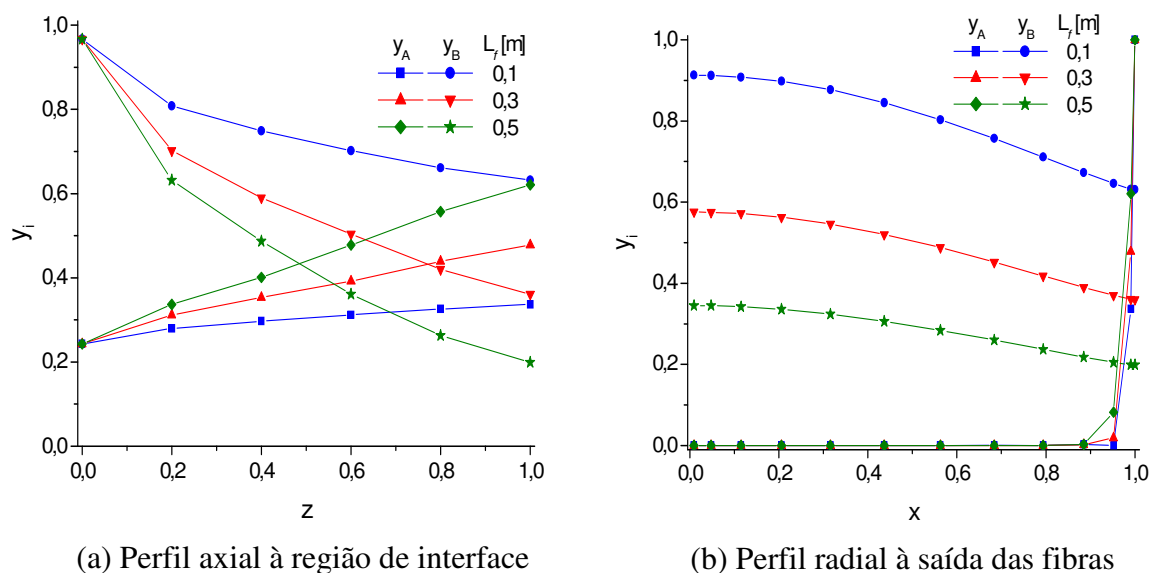 y_A y_B L_f [m]
0,1
0,3
0,5
1,0
0,8
0,6
0,4
0,2
0,0
y_i
0,0 0,2 0,4 0,6 0,8 1,0
z
(a) Perfil axial à região de interface
y_A y_B L_f [m]
0,1
0,3
0,5
1,0
0,8
0,6
0,4
0,2
0,0
y_i
0,0 0,2 0,4 0,6 0,8 1,0
x
(b) Perfil radial à saída das fibras